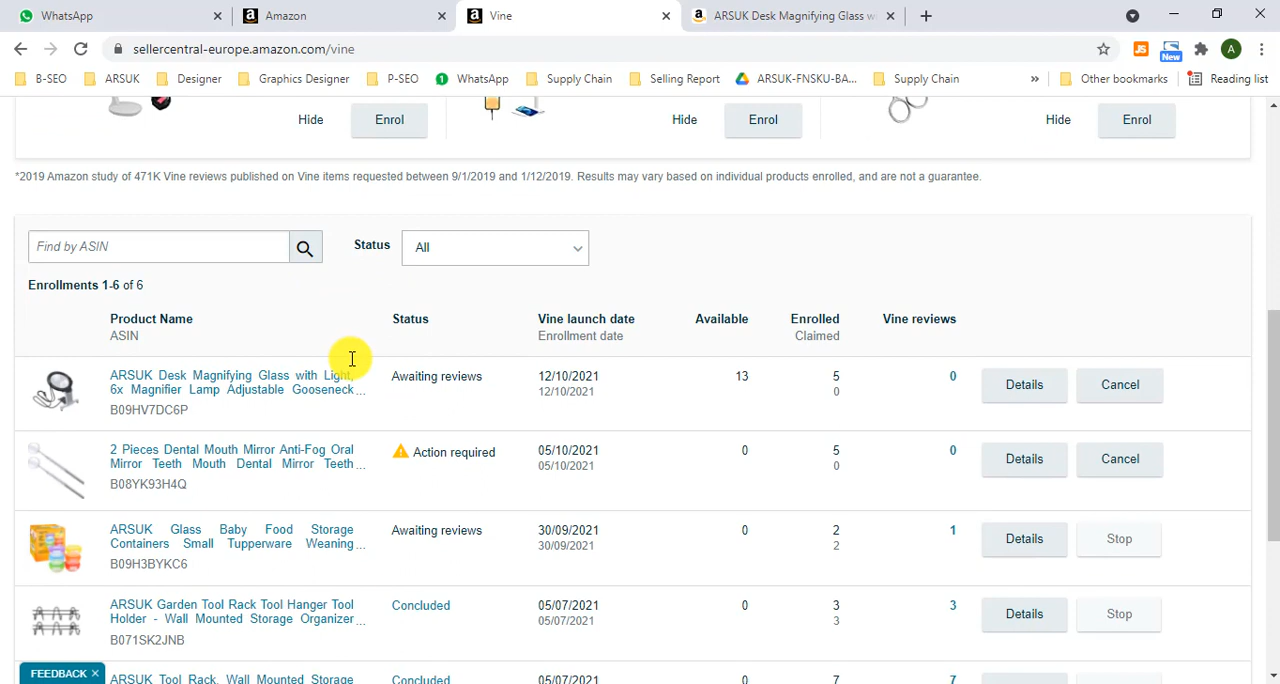 WhatsApp
Amazon
Vine
ARSUK Desk Magnifying Glass wi
sellercentral-europe.amazon.com/vine
JS
New
A
B-SEO
ARSUK
Designer
Graphics Designer
P-SEO
1
WhatsApp
Supply Chain
Selling Report
ARSUK-FNSKU-BA...
Supply Chain
»
Other bookmarks
Reading list
Hide
Enrol
Hide
Enrol
Hide
Enrol
*2019 Amazon study of 471K Vine reviews published on Vine items requested between 9/1/2019 and 1/12/2019. Results may vary based on individual products enrolled, and are not a guarantee.
Find by ASIN
Status
All
Enrollments 1-6 of 6
Product Name
ASIN
Status
Vine launch date
Enrollment date
Available
Enrolled
Claimed
Vine reviews
ARSUK Desk Magnifying Glass with Light,
6x Magnifier Lamp Adjustable Gooseneck...
B09HV7DC6P
Awaiting reviews
12/10/2021
12/10/2021
13
5
0
0
Details
Cancel
2 Pieces Dental Mouth Mirror Anti-Fog Oral
Mirror Teeth Mouth Dental Mirror Teeth...
B08YK93H4Q
Action required
05/10/2021
05/10/2021
0
5
0
0
Details
Cancel
ARSUK Glass Baby Food Storage
Containers Small Tupperware Weaning...
B09H3BYKC6
Awaiting reviews
30/09/2021
30/09/2021
0
2
2
1
Details
Stop
ARSUK Garden Tool Rack Tool Hanger Tool
Holder - Wall Mounted Storage Organizer...
B071SK2JNB
Concluded
05/07/2021
05/07/2021
0
3
3
3
Details
Stop
ARSUK Tool Rack, Wall Mounted Storage
Concluded
05/07/2021
0
7
7
FEEDBACK ×